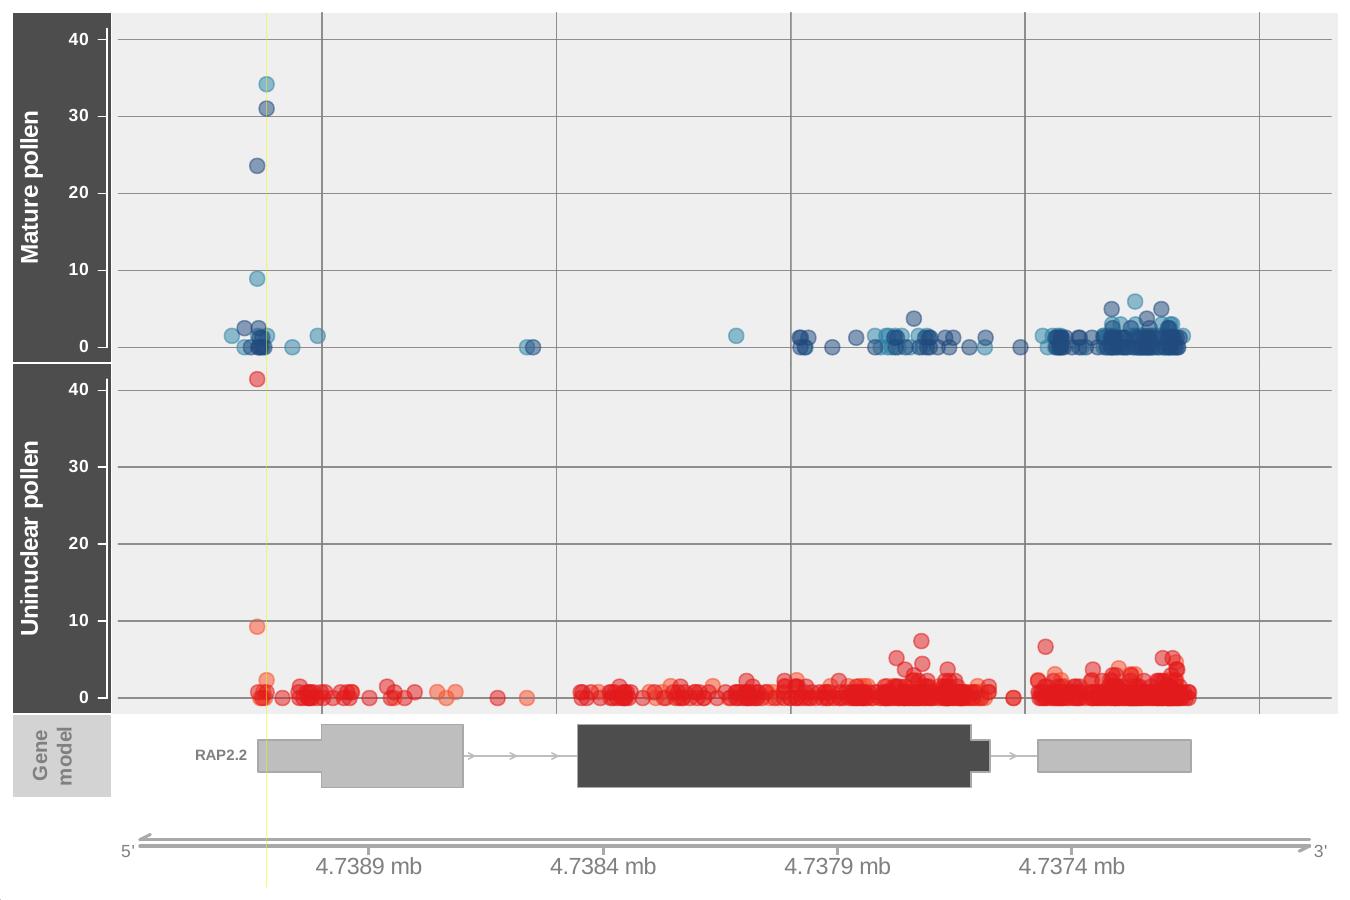 Mature pollen
40
30
20
10
0
Uninuclear pollen
40
30
20
10
0
Gene
model
RAP2.2
5'
3'
4.7389 mb
4.7384 mb
4.7379 mb
4.7374 mb